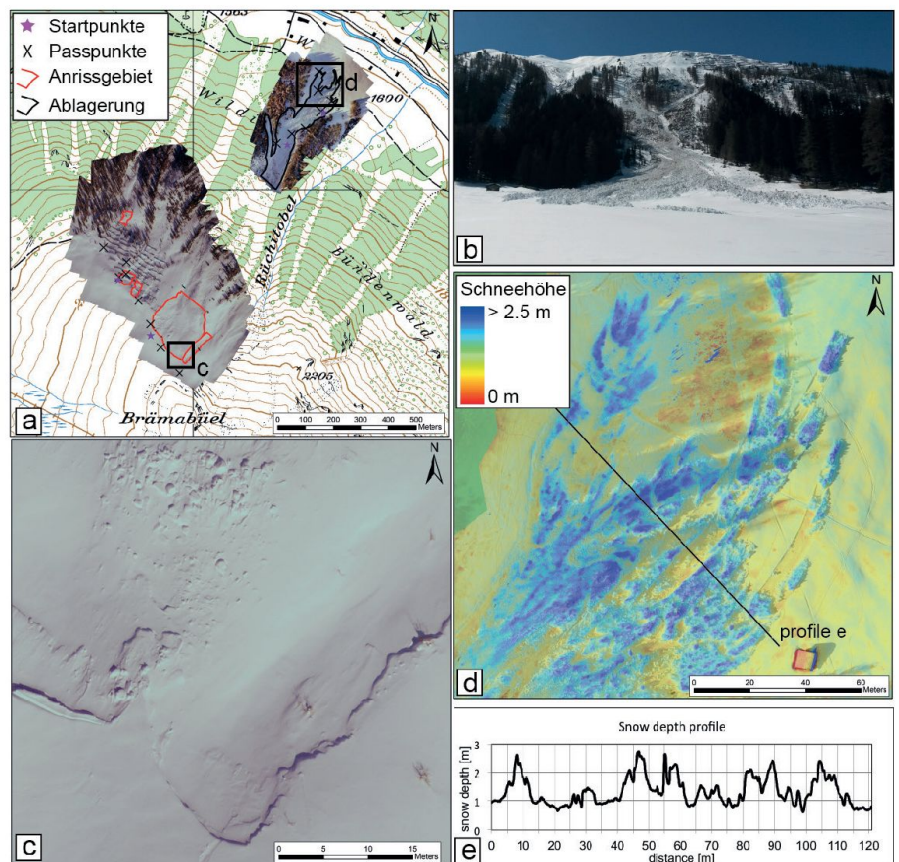 Startpunkte
Passpunkte
Anrissgebiet
Ablagerung
N
W
Wildi
d
1600
Rüchitobel
Bündenwald
c
2205
Brämabüel
0 100 200 300 400 500
Meters
a
b
Schneehöhe
> 2.5 m
0 m
N
profile e
0 20 40 60
Meters
d
N
0 5 10 15
Meters
c
Snow depth profile
snow depth [m]
3
2
1
0
0 10 20 30 40 50 60 70 80 90 100 110 120
distance [m]
e